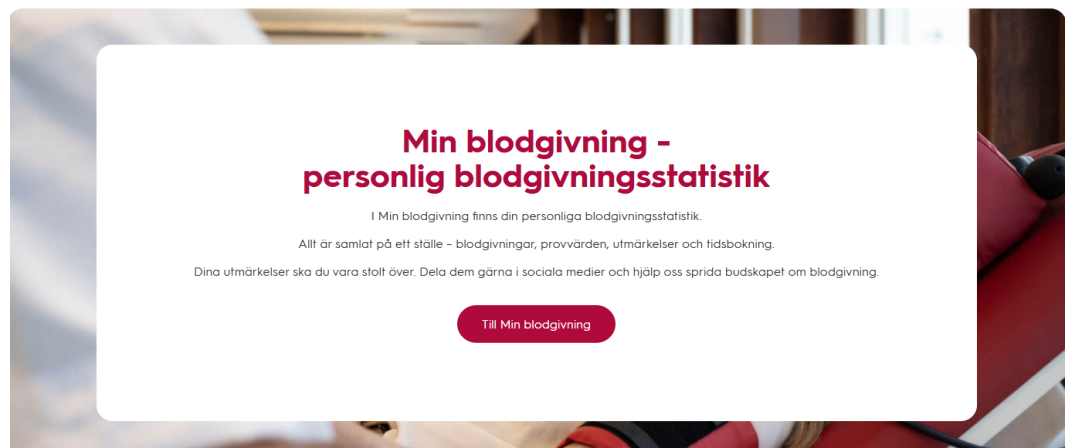 Min blodgivning -
personlig blodgivningsstatistik
I Min blodgivning finns din personliga blodgivningsstatistik.
Allt är samlat på ett ställe – blodgivningar, provvärden, utmärkelser och tidsbokning.
Dina utmärkelser ska du vara stolt över. Dela dem gärna i sociala medier och hjälp oss sprida budskapet om blodgivning.
Till Min blodgivning